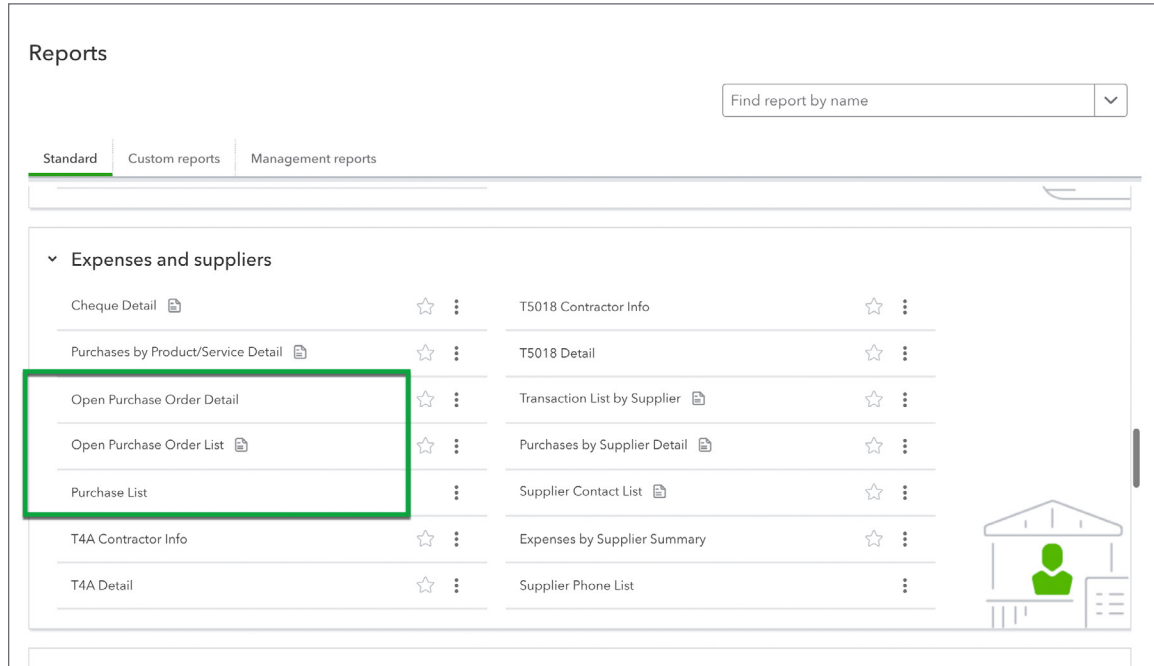 Reports
Find report by name
Standard
Custom reports
Management reports
Expenses and suppliers
Cheque Detail
Purchases by Product/Service Detail
Open Purchase Order Detail
Open Purchase Order List
Purchase List
T4A Contractor Info
T4A Detail
T5018 Contractor Info
T5018 Detail
Transaction List by Supplier
Purchases by Supplier Detail
Supplier Contact List
Expenses by Supplier Summary
Supplier Phone List